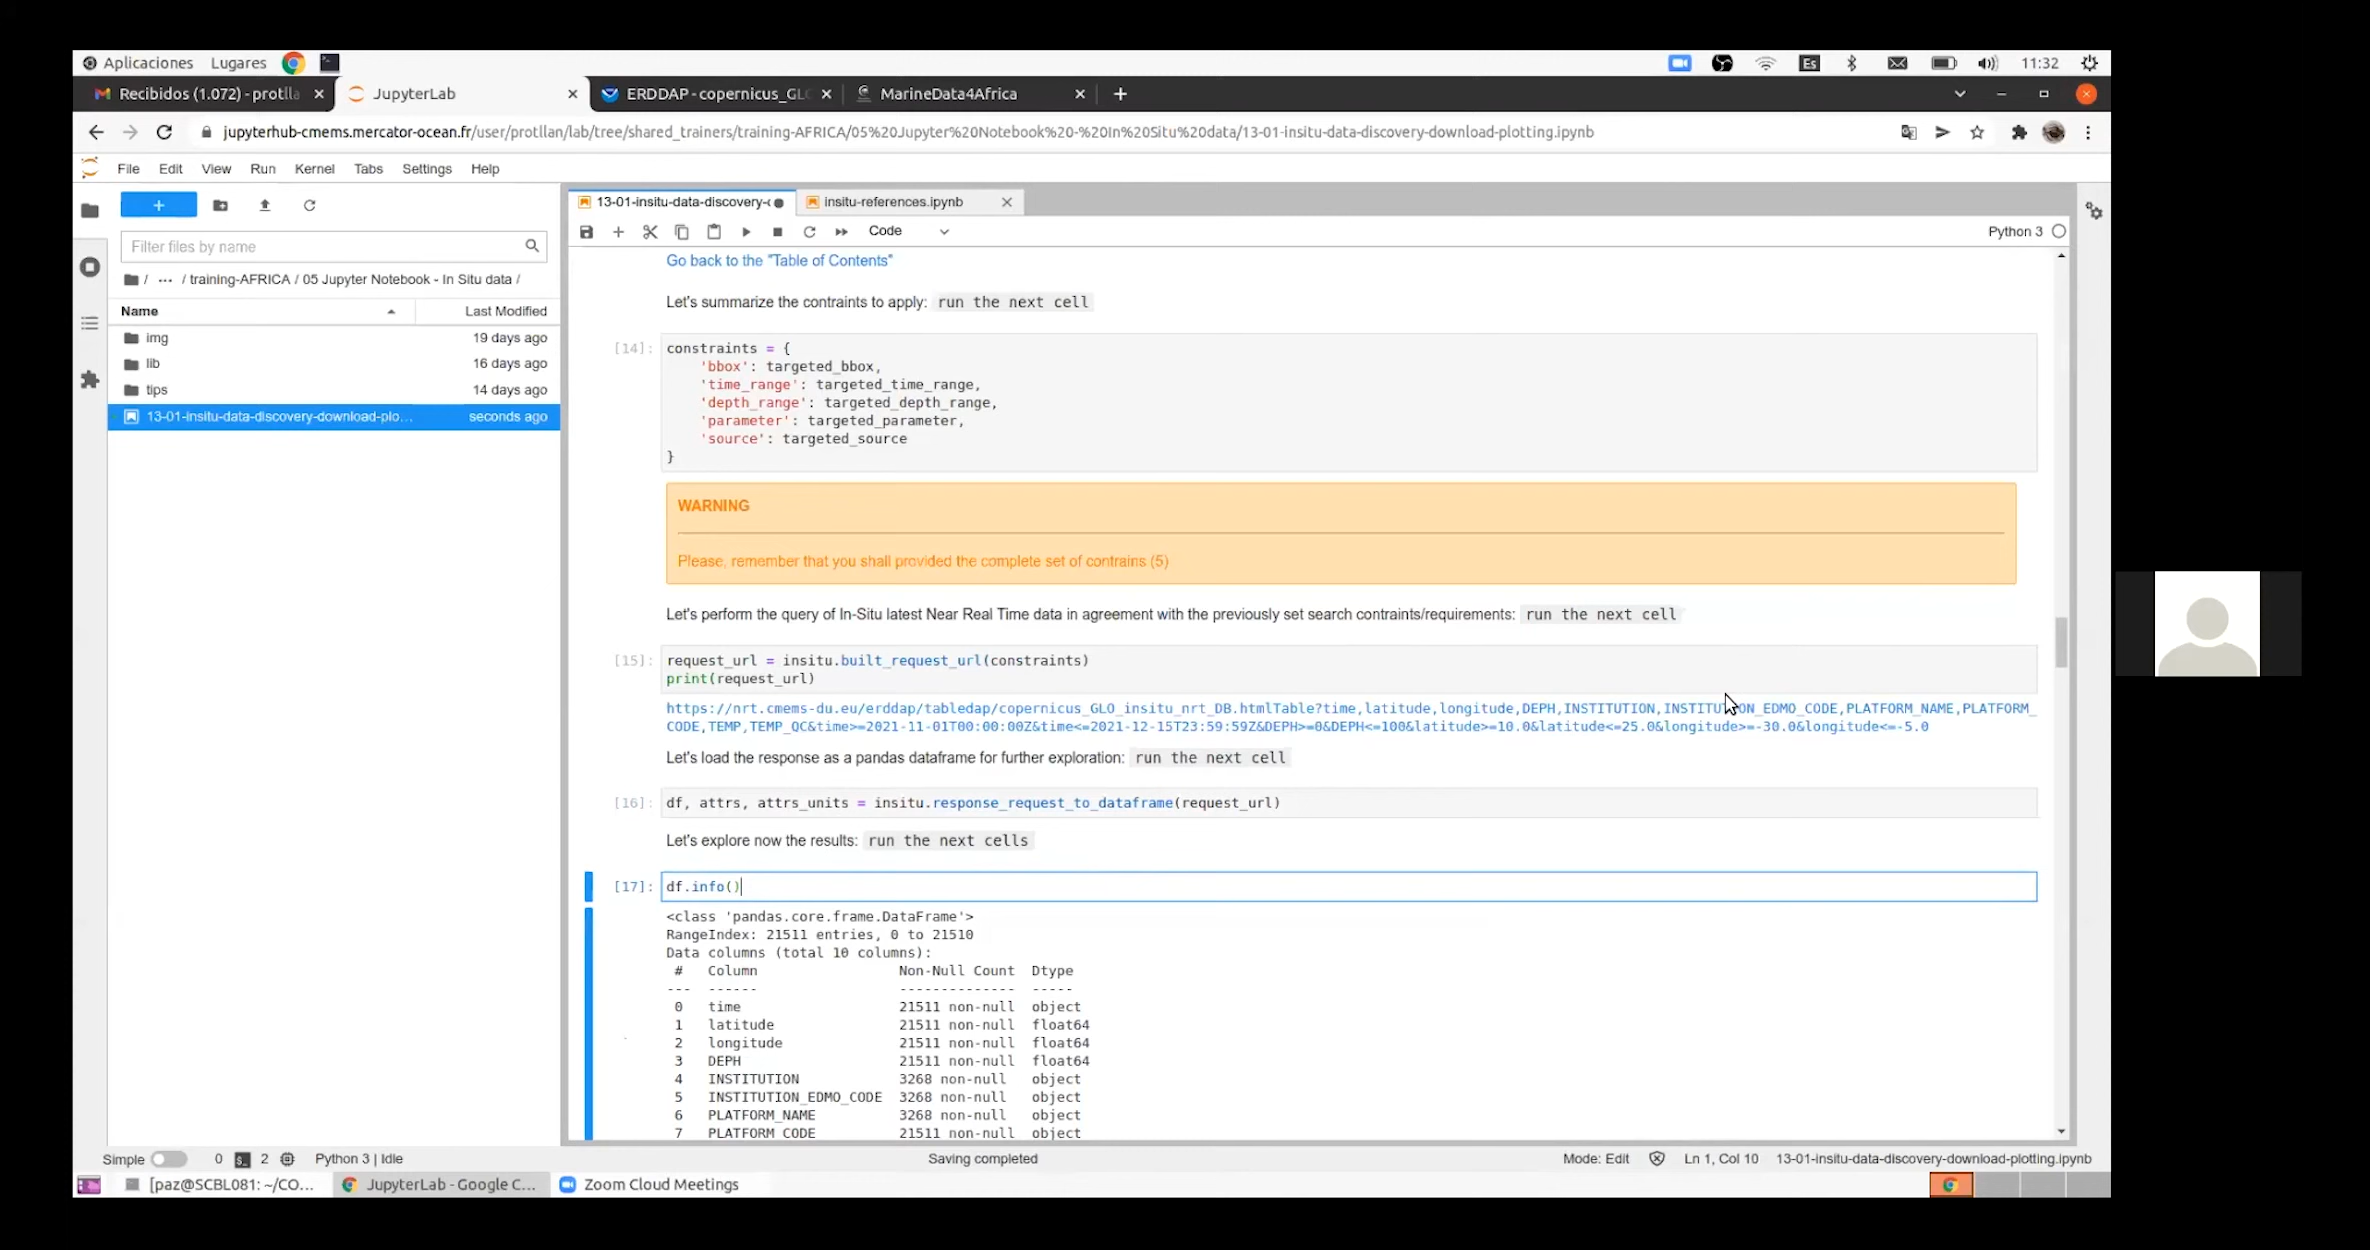 Aplicaciones Lugares Es 11:32
Recibidos (1.072) - protlla JupyterLab ERDDAP - copernicus_GLO MarineData4Africa
jupyterhub-cmems.mercator-ocean.fr/user/protllan/lab/tree/shared_trainers/training-AFRICA/05%20Jupyter%20Notebook%20-%20In%20Situ%20data/13-01-insitu-data-discovery-download-plotting.ipynb
File Edit View Run Kernel Tabs Settings Help
13-01-insitu-data-discovery-c insitu-references.ipynb
Code Python 3
Filter files by name
/ ··· / training-AFRICA / 05 Jupyter Notebook - In Situ data /
Name Last Modified
img 19 days ago
lib 16 days ago
tips 14 days ago
13-01-insitu-data-discovery-download-plo... seconds ago
Go back to the "Table of Contents"
Let's summarize the contraints to apply: run the next cell
[14]: constraints = {
'bbox': targeted_bbox,
'time_range': targeted_time_range,
'depth_range': targeted_depth_range,
'parameter': targeted_parameter,
'source': targeted_source
}
WARNING
Please, remember that you shall provided the complete set of contrains (5)
Let's perform the query of In-Situ latest Near Real Time data in agreement with the previously set search contraints/requirements: run the next cell
[15]: request_url = insitu.built_request_url(constraints)
print(request_url)
https://nrt.cmems-du.eu/erddap/tabledap/copernicus_GLO_insitu_nrt_DB.htmlTable?time,latitude,longitude,DEPH,INSTITUTION,INSTITUTION_EDMO_CODE,PLATFORM_NAME,PLATFORM_
CODE,TEMP,TEMP_QC&time>=2021-11-01T00:00:00Z&time<=2021-12-15T23:59:59Z&DEPH>=0&DEPH<=100&latitude>=10.0&latitude<=25.0&longitude>=-30.0&longitude<=-5.0
Let's load the response as a pandas dataframe for further exploration: run the next cell
[16]: df, attrs, attrs_units = insitu.response_request_to_dataframe(request_url)
Let's explore now the results: run the next cells
[17]: df.info()
<class 'pandas.core.frame.DataFrame'>
RangeIndex: 21511 entries, 0 to 21510
Data columns (total 10 columns):
# Column Non-Null Count Dtype
--- ------ -------------- -----
0 time 21511 non-null object
1 latitude 21511 non-null float64
2 longitude 21511 non-null float64
3 DEPH 21511 non-null float64
4 INSTITUTION 3268 non-null object
5 INSTITUTION_EDMO_CODE 3268 non-null object
6 PLATFORM_NAME 3268 non-null object
7 PLATFORM_CODE 21511 non-null object
Simple 0 2 Python 3 | Idle Saving completed Mode: Edit Ln 1, Col 10 13-01-insitu-data-discovery-download-plotting.ipynb
[paz@SCBL081: ~/CO... JupyterLab - Google C... Zoom Cloud Meetings